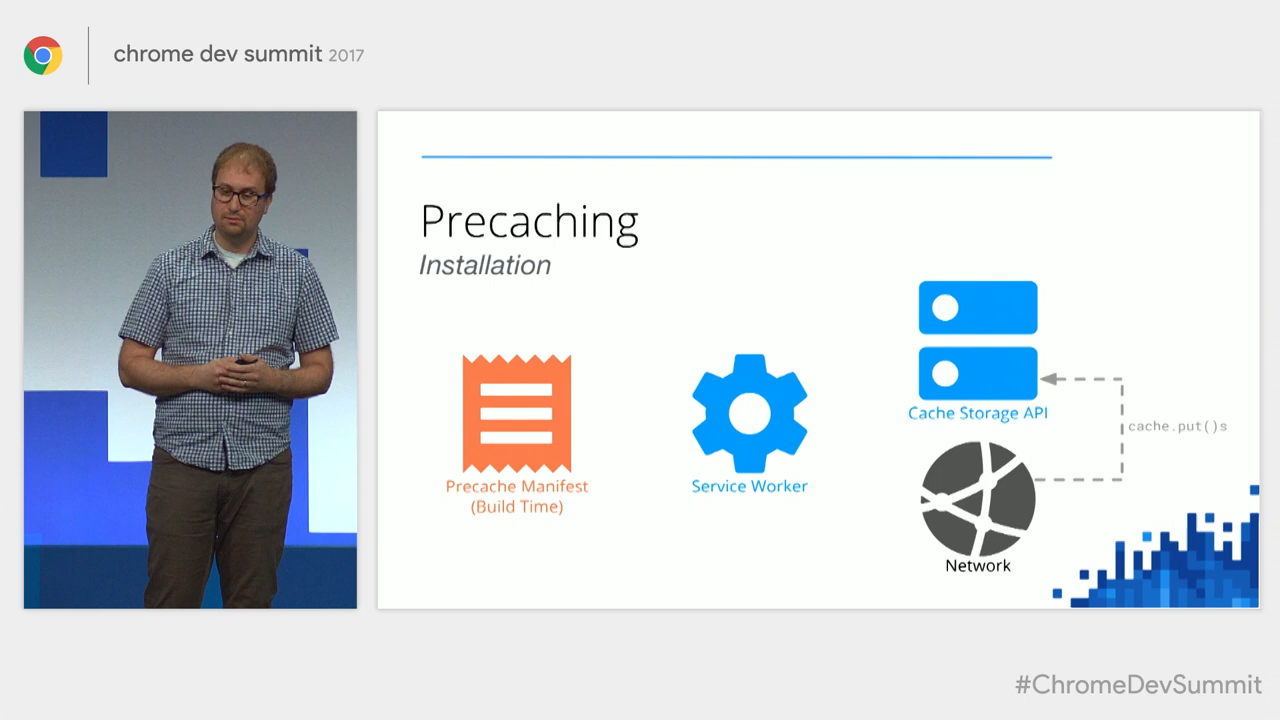 chrome dev summit 2017
Precaching
Installation
Precache Manifest
(Build Time)
Service Worker
Cache Storage API
cache.put()s
Network
#ChromeDevSummit